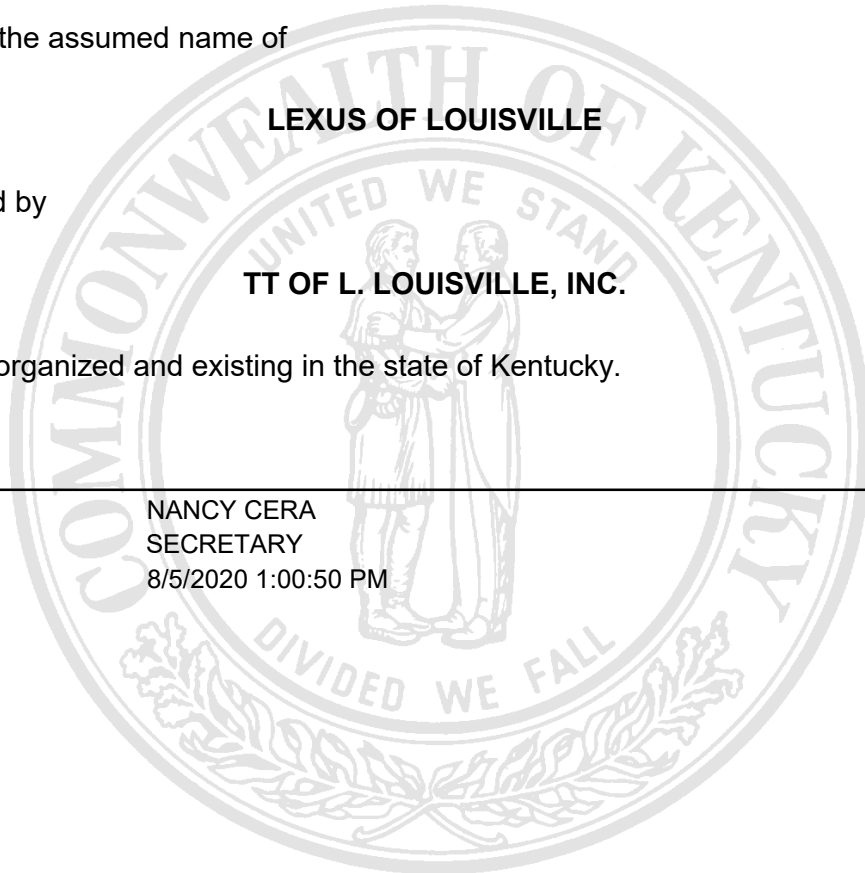 the assumed name of
LEXUS OF LOUISVILLE
d by
TT OF L. LOUISVILLE, INC.
organized and existing in the state of Kentucky.
NANCY CERA
SECRETARY
8/5/2020 1:00:50 PM
COMMONWEALTH OF KENTUCKY
UNITED WE STAND
DIVIDED WE FALL